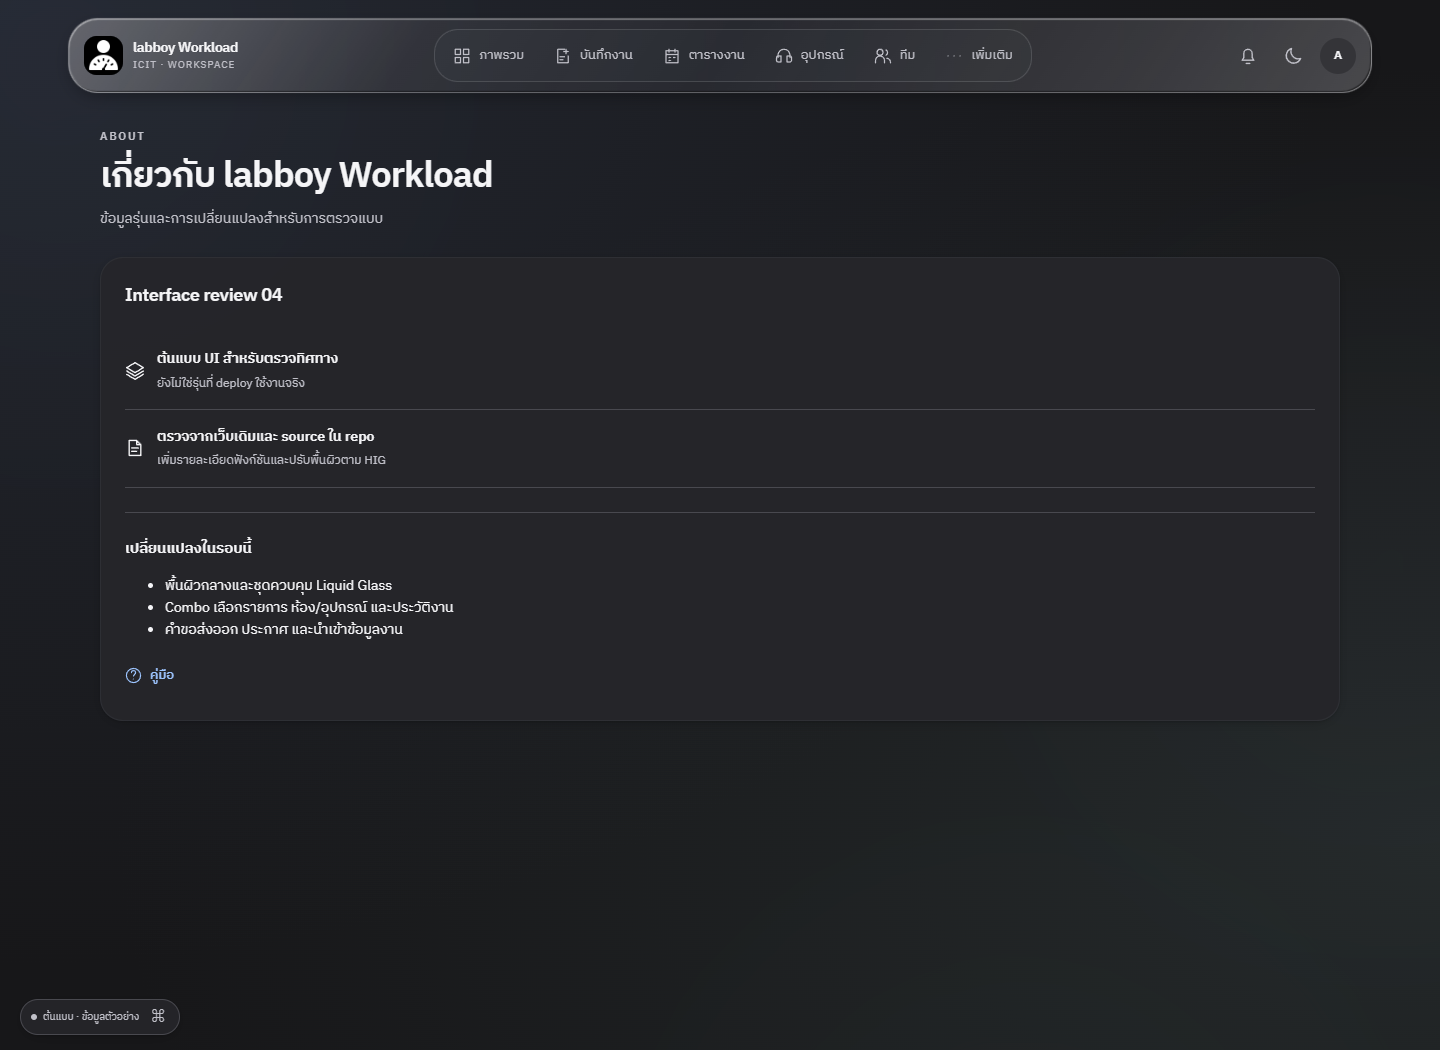 labboy Workload
ICIT · WORKSPACE
ภาพรวม
บันทึกงาน
ตารางงาน
อุปกรณ์
ทีม
เพิ่มเติม
A
ABOUT
เกี่ยวกับ labboy Workload
ข้อมูลรุ่นและการเปลี่ยนแปลงสำหรับการตรวจแบบ
Interface review 04
ต้นแบบ UI สำหรับตรวจทิศทาง
ยังไม่ใช่รุ่นที่ deploy ใช้งานจริง
ตรวจจากเว็บเดิมและ source ใน repo
เพิ่มรายละเอียดฟังก์ชันและปรับพื้นผิวตาม HIG
เปลี่ยนแปลงในรอบนี้
• พื้นผิวกลางและชุดควบคุม Liquid Glass
• Combo เลือกรายการ ห้อง/อุปกรณ์ และประวัติงาน
• คำขอส่งออก ประกาศ และนำเข้าข้อมูลงาน
คู่มือ
ต้นแบบ · ข้อมูลตัวอย่าง ⌘